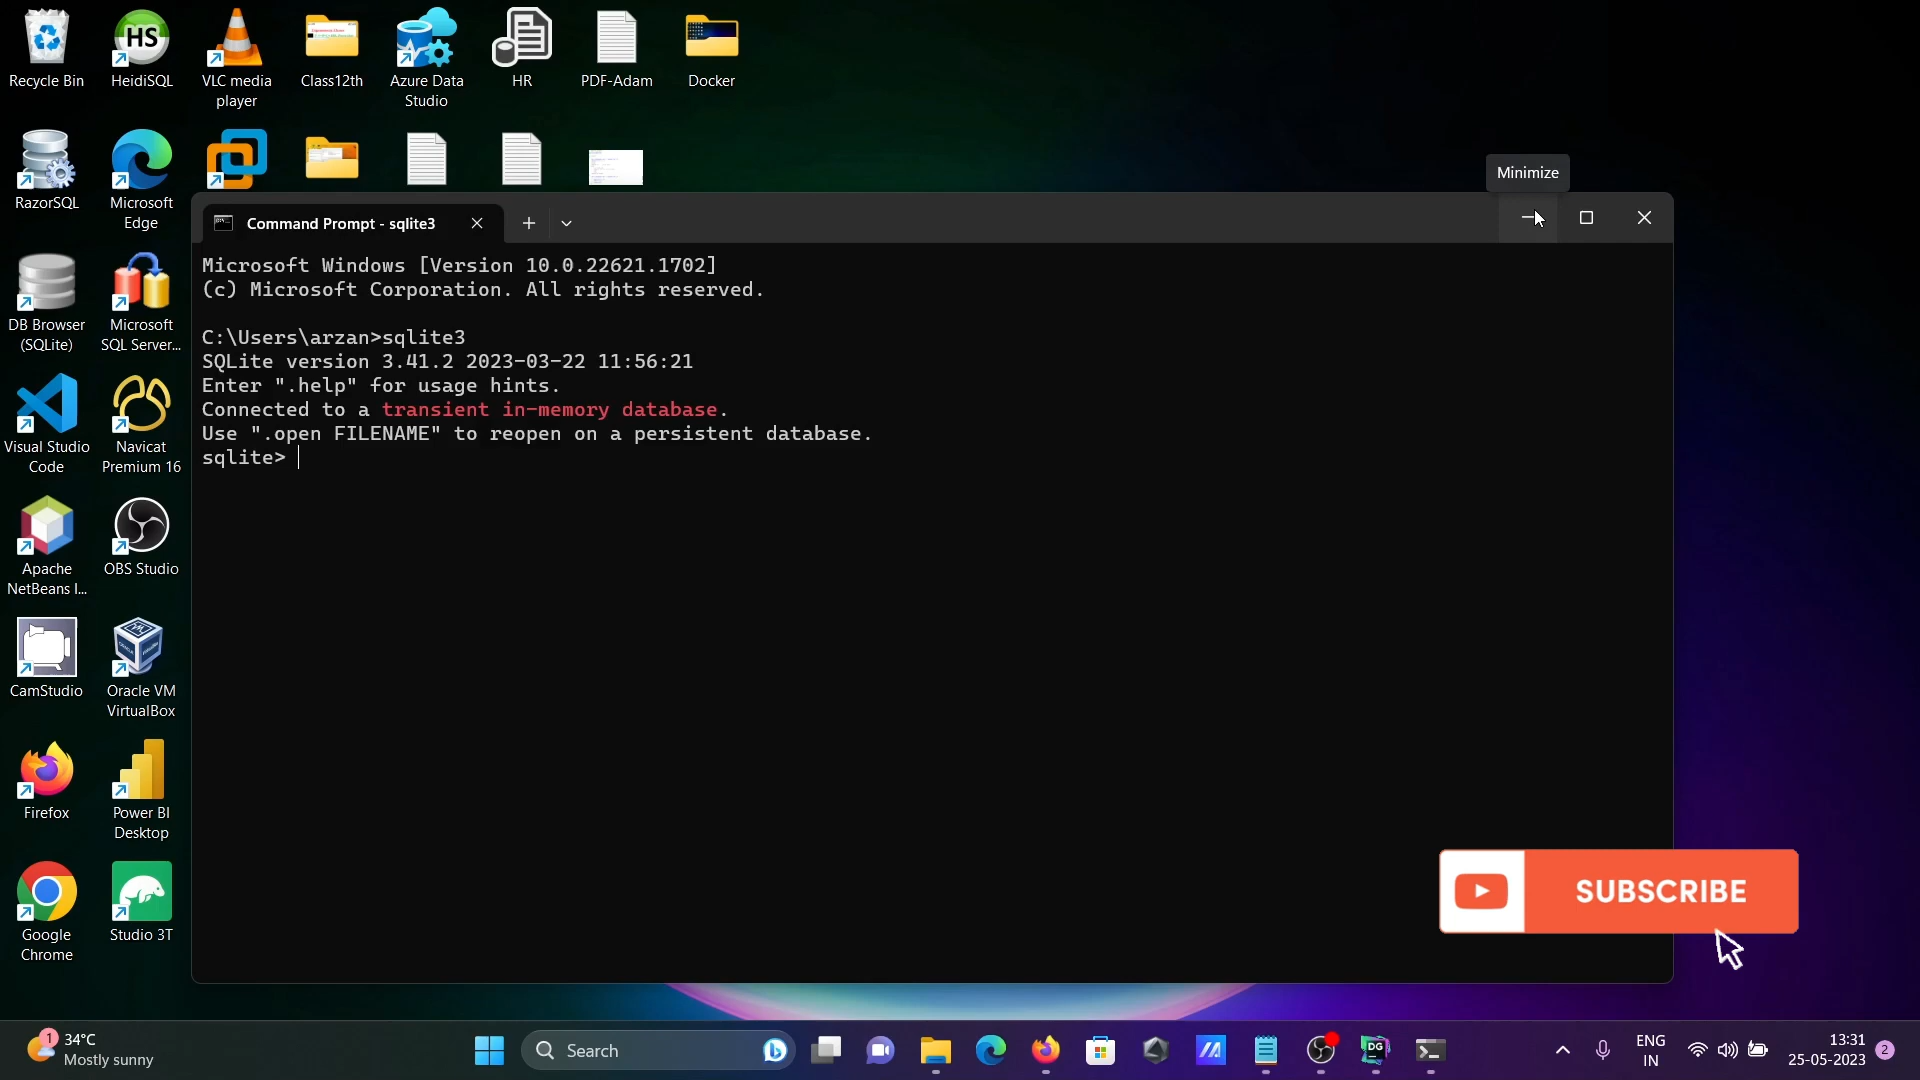 Recycle Bin
HeidiSQL
VLC media
player
Class12th
Azure Data
Studio
HR
PDF-Adam
Docker
HS
RazorSQL
Microsoft
Edge
DB Browser
(SQLite)
Microsoft
SQL Server...
Visual Studio
Code
Navicat
Premium 16
Apache
NetBeans I...
OBS Studio
CamStudio
Oracle VM
VirtualBox
Firefox
Power BI
Desktop
Google
Chrome
Studio 3T
Minimize
Command Prompt - sqlite3
Microsoft Windows [Version 10.0.22621.1702]
(c) Microsoft Corporation. All rights reserved.
C:\Users\arzan>sqlite3
SQLite version 3.41.2 2023-03-22 11:56:21
Enter ".help" for usage hints.
Connected to a transient in-memory database.
Use ".open FILENAME" to reopen on a persistent database.
sqlite>
SUBSCRIBE
1
34°C
Mostly sunny
Search
DG
ENG
IN
13:31
25-05-2023
2